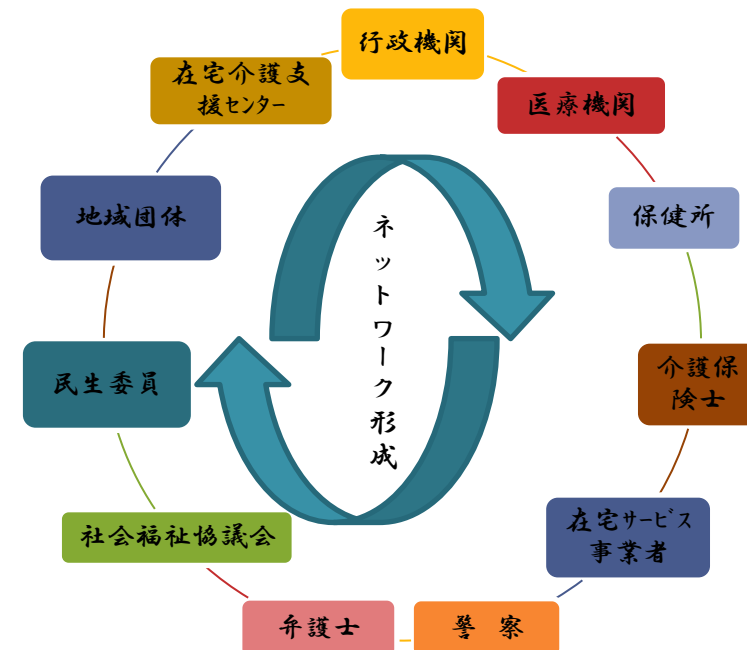 行政機関
医療機関
保健所
介護保
険士
在宅サービス
事業者
警 察
弁護士
社会福祉協議会
民生委員
地域団体
在宅介護支
援センター
ネットワーク形成